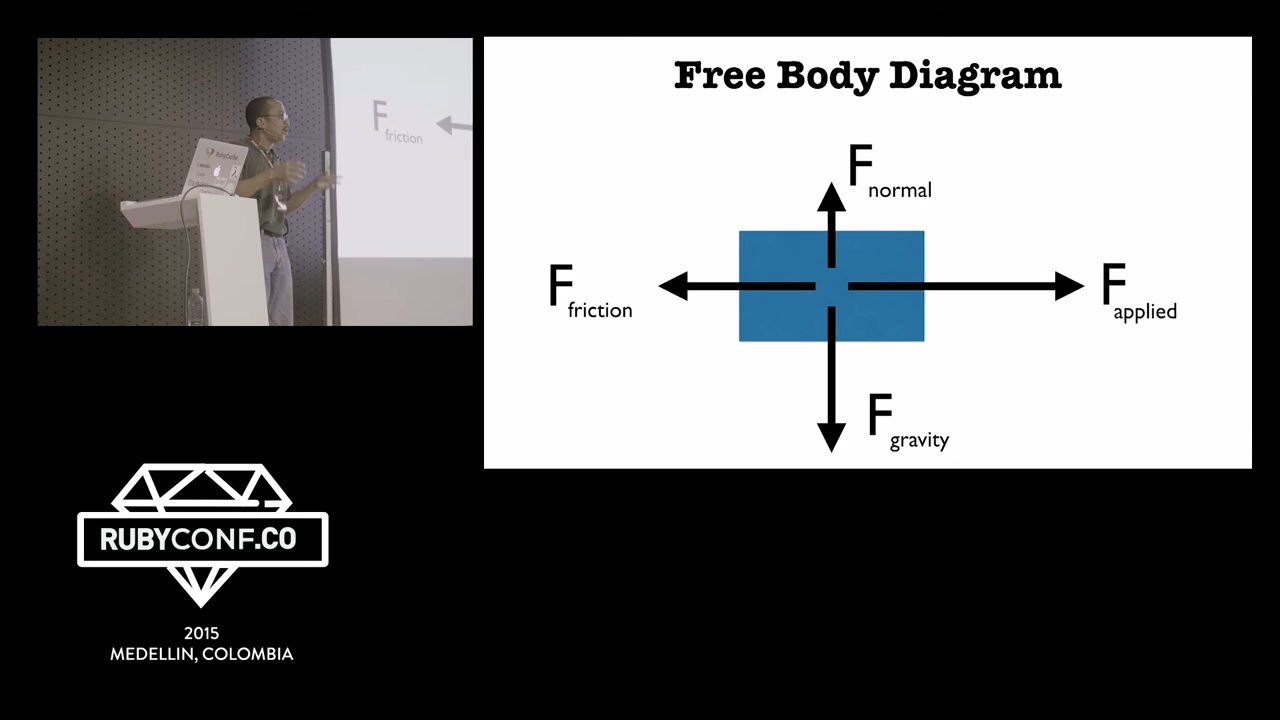 F
friction
Free Body Diagram
F
normal
F
friction
F
applied
F
gravity
RUBYCONF.CO
2015
MEDELLIN, COLOMBIA